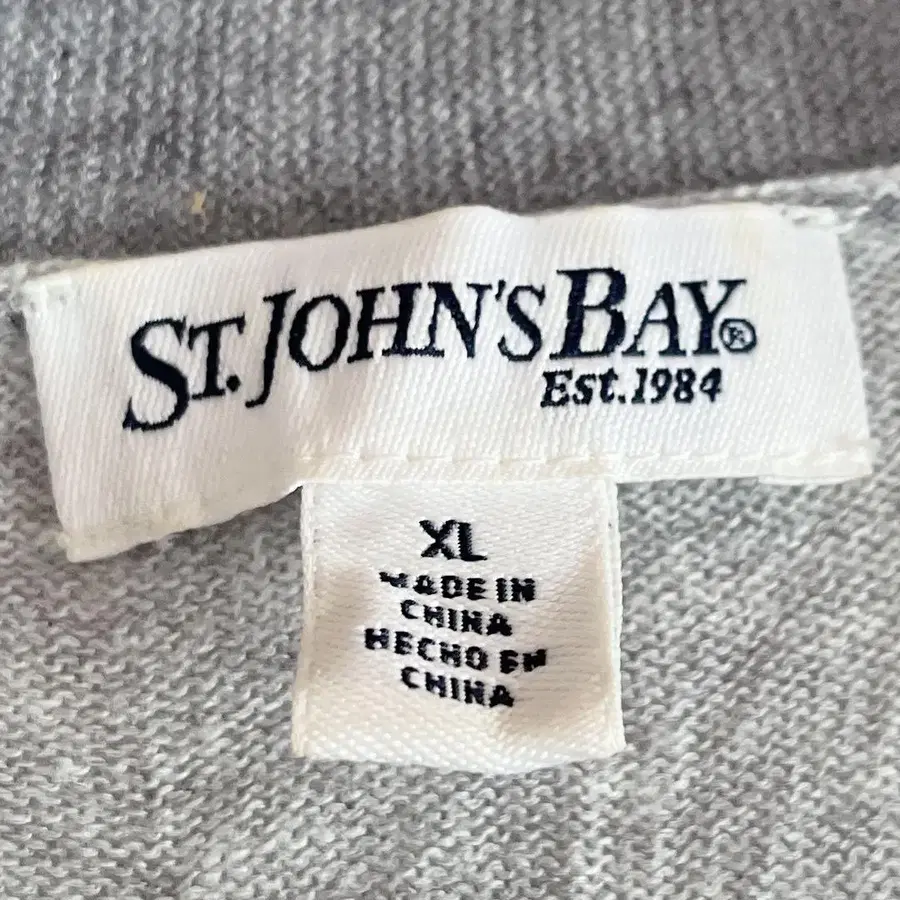 ST. JOHN'S BAY®
EST. 1984
XL
MADE IN
CHINA
HECHO EN
CHINA